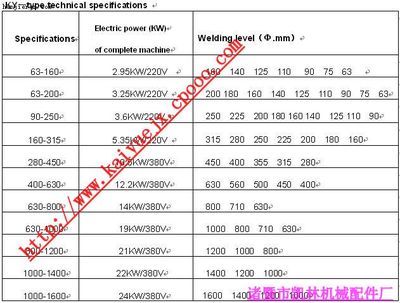 type technical specifications
Specifications Electric power (KW) of complete machine Welding level (Φ.mm)
63-160 2.95KW/220V 160 140 125 110 90 75 63
63-200 3.25KW/220V 200 180 160 140 125 110 90 75 63
90-250 3.6KW/220V 250 225 200 180 160 140 125 110 90
160-315 5.35KW/220V 315 280 250 225 200 180 160
280-450 10.5KW/380V 450 400 355 315 280
400-630 12.2KW/380V 630 560 500 450 400
630-800 14KW/380V 800 710 630
630-1000 19KW/380V 1000 800 710 630
800-1200 21KW/380V 1200 1000 800
1000-1400 22KW/380V 1400 1200 1000
1000-1600 24KW/380V 1600 1400 1200 1000
http://www.kaiyuejx.cpooo.com
诸暨市凯林机械配件厂